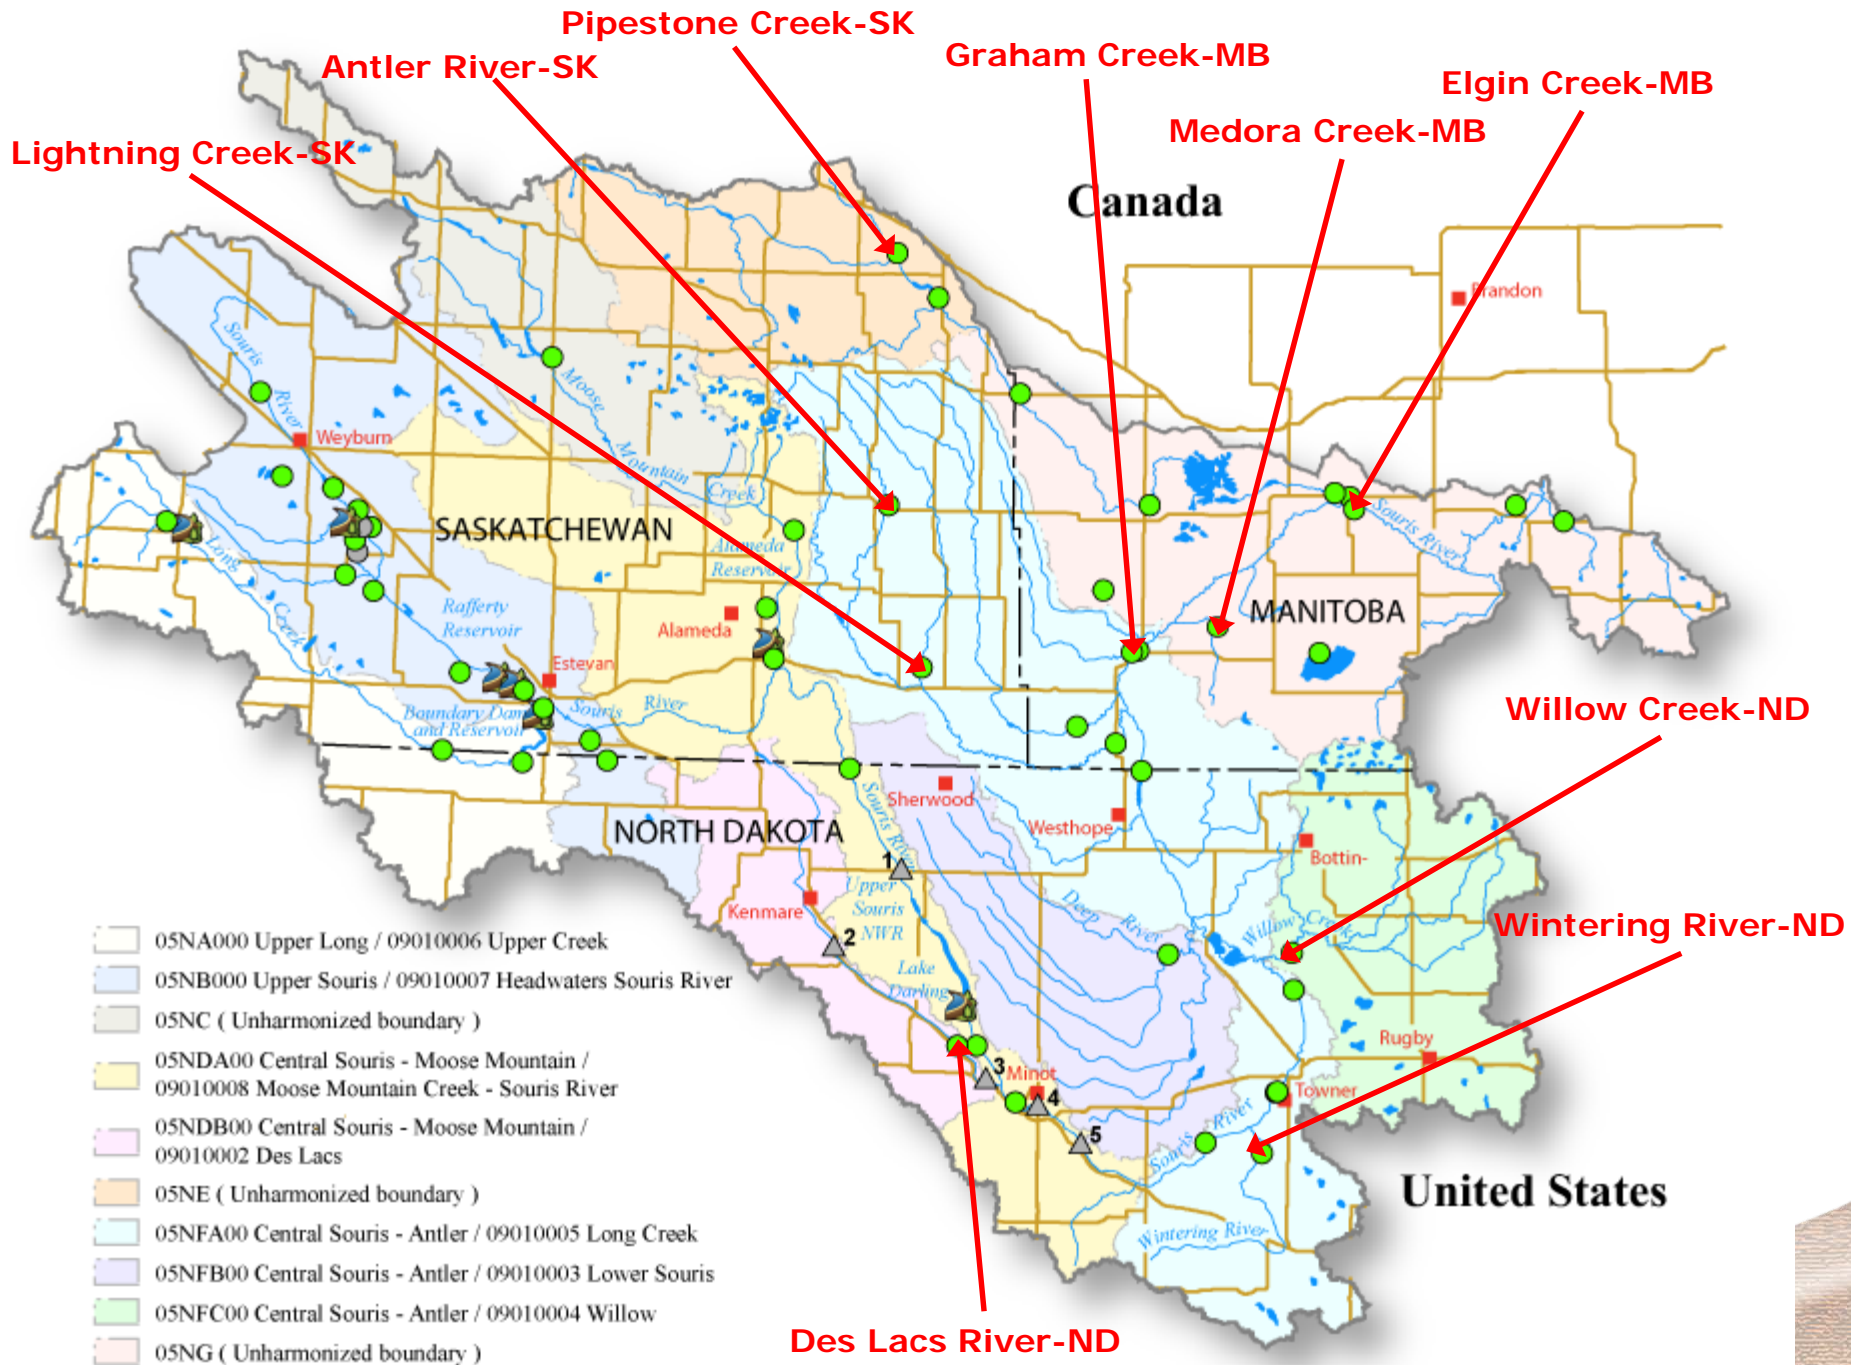 Pipestone Creek-SK
Antler River-SK
Graham Creek-MB
Elgin Creek-MB
Medora Creek-MB
Lightning Creek-SK
Canada
Brandon
Souris
River
Moose
Weyburn
Mountain
Creek
SASKATCHEWAN
Souris River
Alameda
Reservoir
Long
Creek
Rafferty
Reservoir
MANITOBA
Alameda
Estevan
Boundary Dam
and Reservoir
Souris
River
Willow Creek-ND
Sherwood
Souris River
NORTH DAKOTA
Westhope
Bottin-
1
Upper
Souris
NWR
Kenmare
Deep
River
Willow Creek
Wintering River-ND
2
Lake
Darling
Rugby
3
Minot
4
Towner
5
Souris
River
United States
Wintering River
05NA000 Upper Long / 09010006 Upper Creek
05NB000 Upper Souris / 09010007 Headwaters Souris River
05NC ( Unharmonized boundary )
05NDA00 Central Souris - Moose Mountain /
09010008 Moose Mountain Creek - Souris River
05NDB00 Central Souris - Moose Mountain /
09010002 Des Lacs
05NE ( Unharmonized boundary )
05NFA00 Central Souris - Antler / 09010005 Long Creek
05NFB00 Central Souris - Antler / 09010003 Lower Souris
05NFC00 Central Souris - Antler / 09010004 Willow
05NG ( Unharmonized boundary )
Des Lacs River-ND